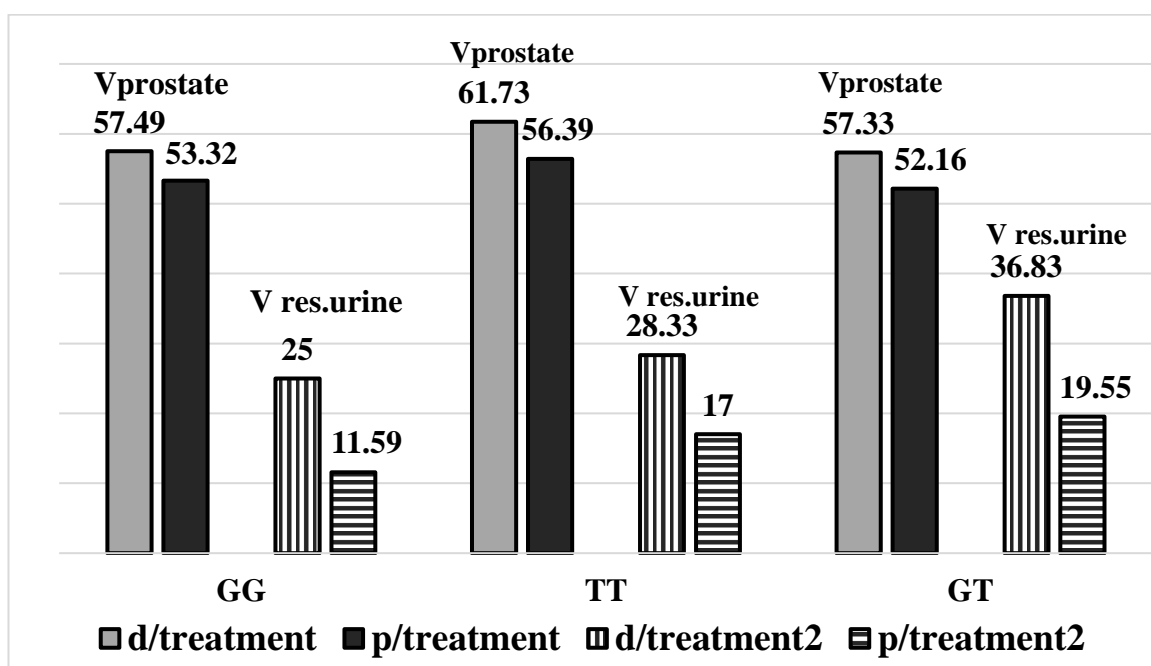 Vprostate
57.49
53.32
V res.urine
25
11.59
Vprostate
61.73
56.39
V res.urine
28.33
17
Vprostate
57.33
52.16
V res.urine
36.83
19.55
GG TT GT
d/treatment p/treatment d/treatment2 p/treatment2